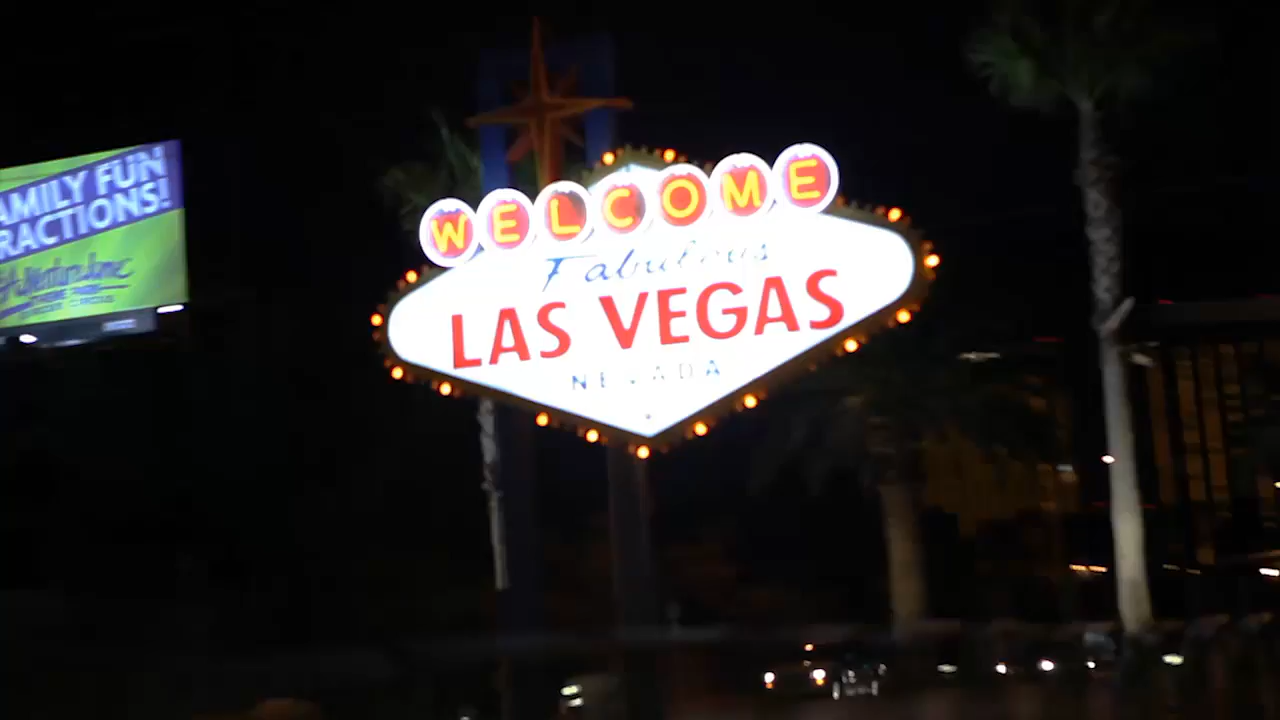 AMILY FUN
RACTIONS!
WELCOME
Fabulous
LAS VEGAS
NEVADA